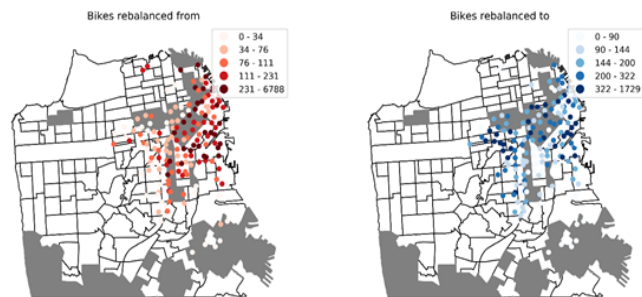 Bikes rebalanced from
0 - 34
34 - 76
76 - 111
111 - 231
231 - 6788
Bikes rebalanced to
0 - 90
90 - 144
144 - 200
200 - 322
322 - 1729